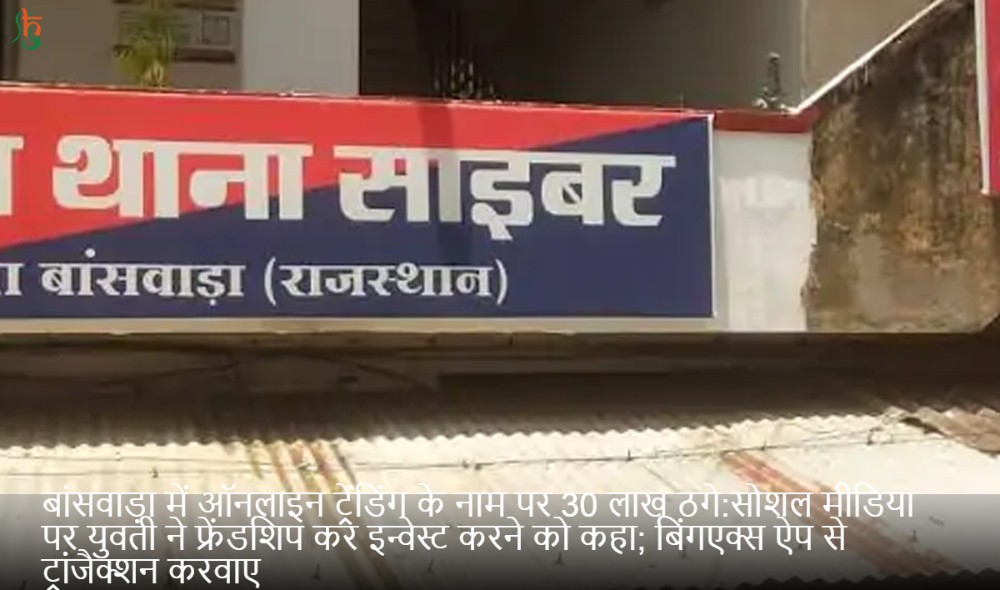 थाना साइबर
बांसवाड़ा (राजस्थान)
बांसवाड़ा में ऑनलाइन ट्रेंडिंग के नाम पर 30 लाख ठगे:सोशल मीडिया
पर युवती ने फ्रेंडशिप कर इन्वेस्ट करने को कहा; बिंगएक्स ऐप से
ट्रांजैक्शन करवाए